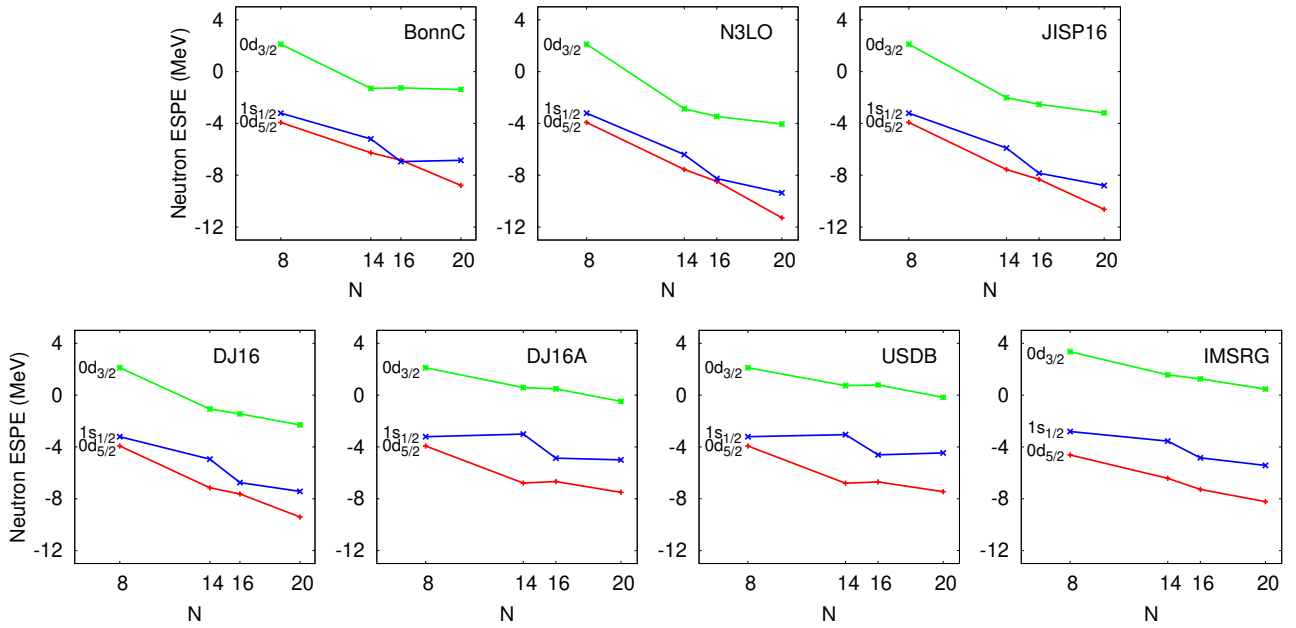 BonnC
N3LO
JISP16
Neutron ESPE (MeV)
4
0
-4
-8
-12
0d3/2
1s1/2
0d5/2
8
14
16
20
N
4
0
-4
-8
-12
0d3/2
1s1/2
0d5/2
8
14
16
20
N
4
0
-4
-8
-12
0d3/2
1s1/2
0d5/2
8
14
16
20
N
DJ16
DJ16A
USDB
IMSRG
Neutron ESPE (MeV)
4
0
-4
-8
-12
0d3/2
1s1/2
0d5/2
8
14
16
20
N
4
0
-4
-8
-12
0d3/2
1s1/2
0d5/2
8
14
16
20
N
4
0
-4
-8
-12
0d3/2
1s1/2
0d5/2
8
14
16
20
N
4
0
-4
-8
-12
0d3/2
1s1/2
0d5/2
8
14
16
20
N